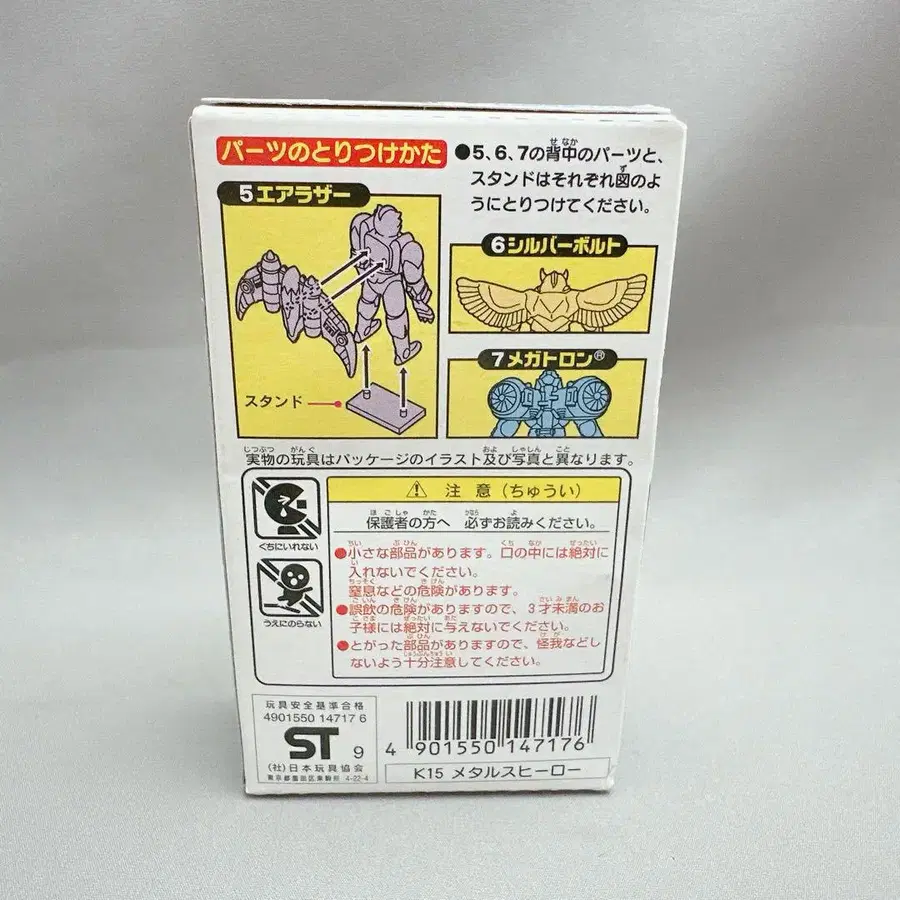 パーツのとりつけかた
●5、6、7の背中のパーツと、
スタンドはそれぞれ図のよ
うにとりつけてください。
5 エアラザー
スタンド
6 シルバーボルト
7 メガトロン®
実物の玩具はパッケージのイラスト及び写真と異なります。
くちにいれない
うえにのらない
⚠ 注意（ちゅうい）
保護者の方へ 必ずお読みください。
●小さな部品があります。口の中には絶対に
入れないでください。
窒息などの危険があります。
●誤飲の危険がありますので、3才未満のお
子様には絶対に与えないでください。
●とがった部品がありますので、怪我などし
ないよう十分注意してください。
玩具安全基準合格
4901550 14717 6
ST 9
(社)日本玩具協会
東京都墨田区東駒形 4-22-4
4 901550 147176
K15 メタルスヒーロー